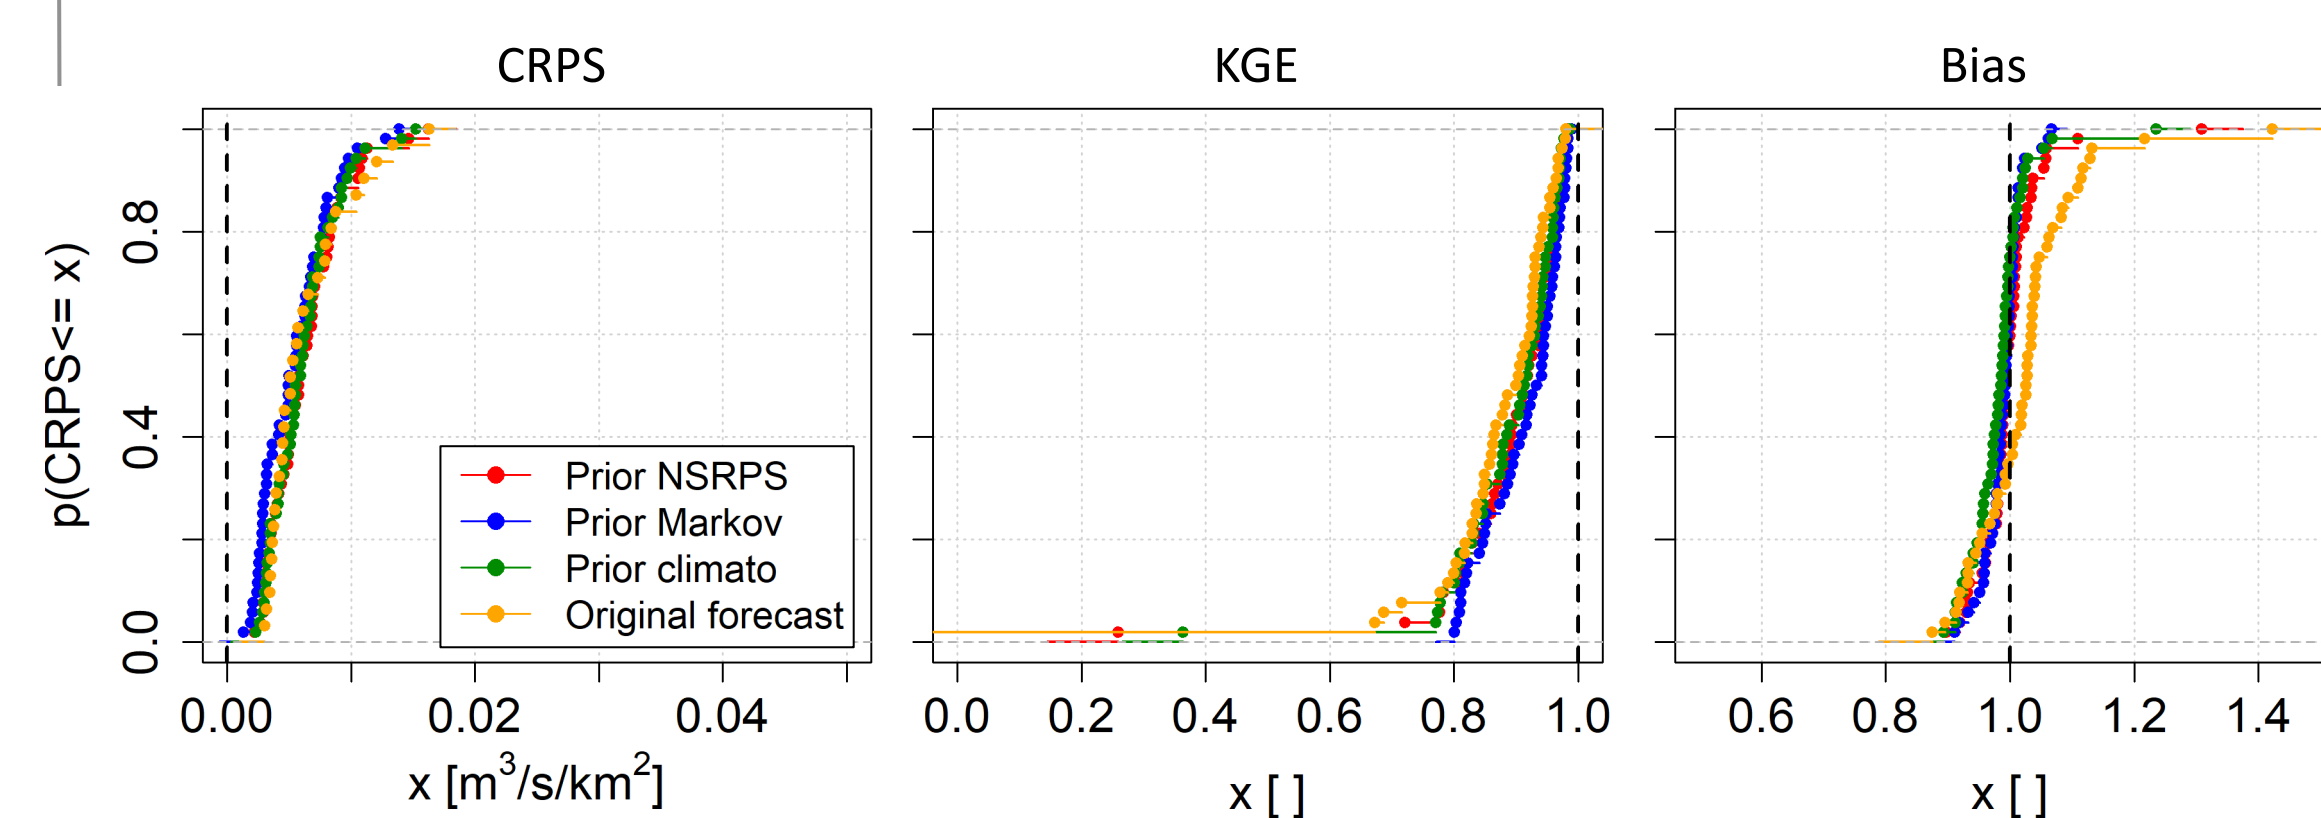 CRPS KGE Bias
p(CRPS<= x)
0.8
0.4
0.0
Prior NSRPS
Prior Markov
Prior climato
Original forecast
0.00 0.02 0.04 0.0 0.2 0.4 0.6 0.8 1.0 0.6 0.8 1.0 1.2 1.4
x [m³/s/km²] x [ ] x [ ]